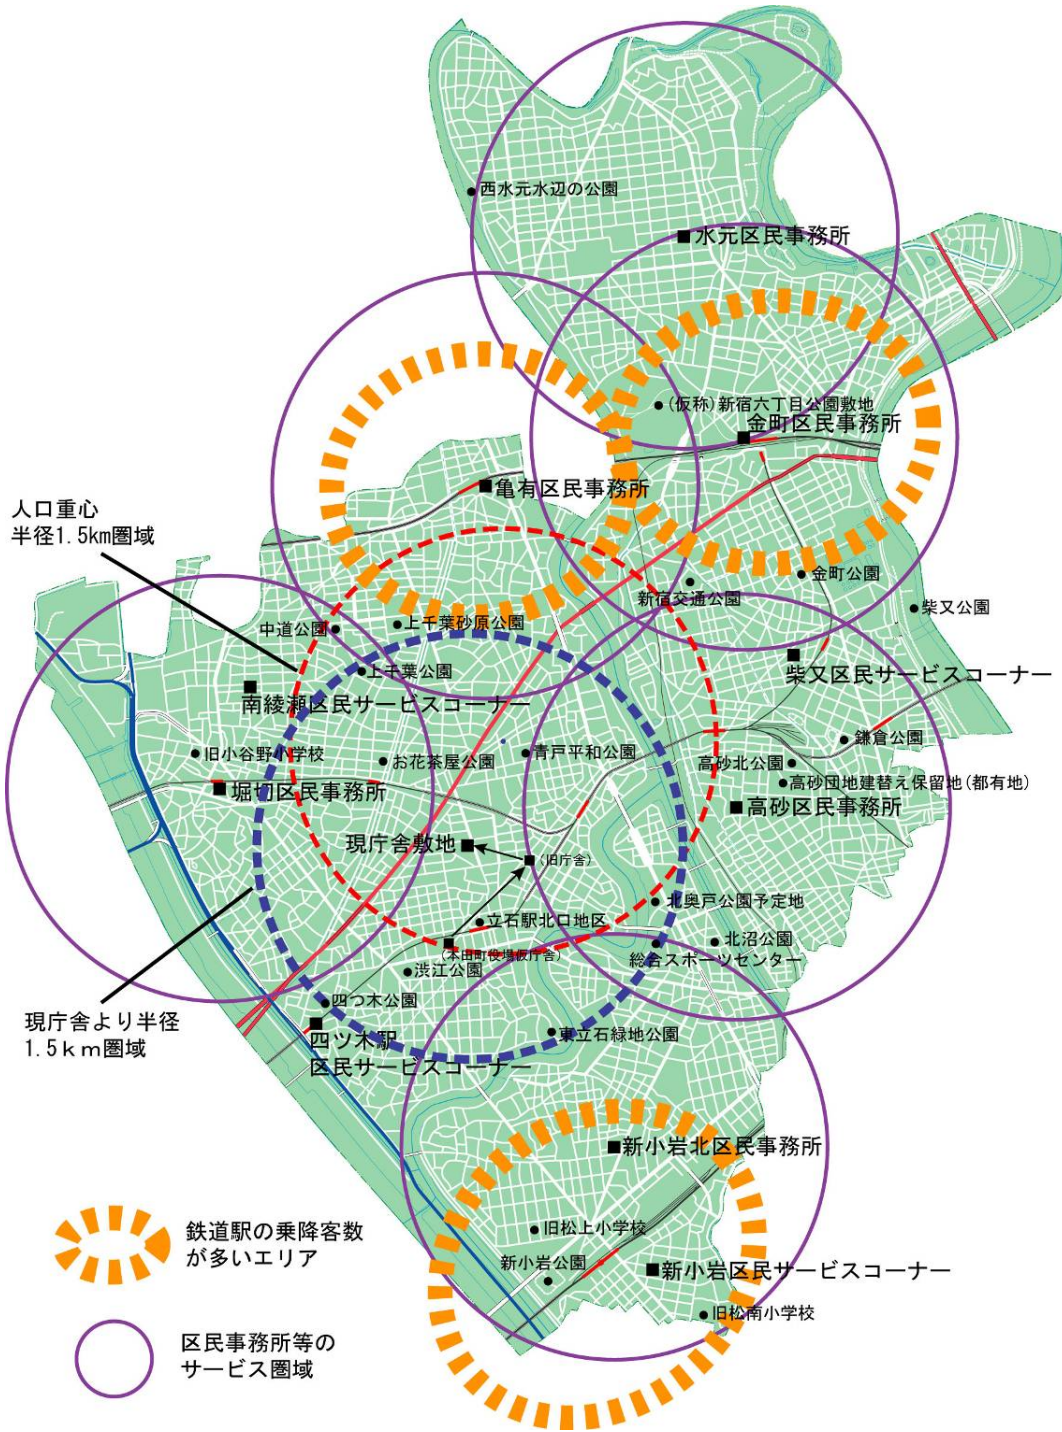 西水元水辺の公園
水元区民事務所
(仮称)新宿六丁目公園敷地
金町区民事務所
亀有区民事務所
人口重心
半径1.5km圏域
金町公園
新宿交通公園
柴又公園
中道公園
上千葉砂原公園
上千葉公園
柴又区民サービスコーナー
南綾瀬区民サービスコーナー
鎌倉公園
旧小谷野小学校
お花茶屋公園
青戸平和公園
高砂北公園
高砂団地建替え保留地(都有地)
堀切区民事務所
高砂区民事務所
現庁舎敷地
(旧庁舎)
北奥戸公園予定地
立石駅北口地区
北沼公園
(本田町役場仮庁舎)
総合スポーツセンター
渋江公園
四つ木公園
現庁舎より半径
1.5km圏域
四ツ木駅
区民サービスコーナー
東立石緑地公園
新小岩北区民事務所
旧松上小学校
新小岩公園
新小岩区民サービスコーナー
旧松南小学校
鉄道駅の乗降客数
が多いエリア
区民事務所等の
サービス圏域